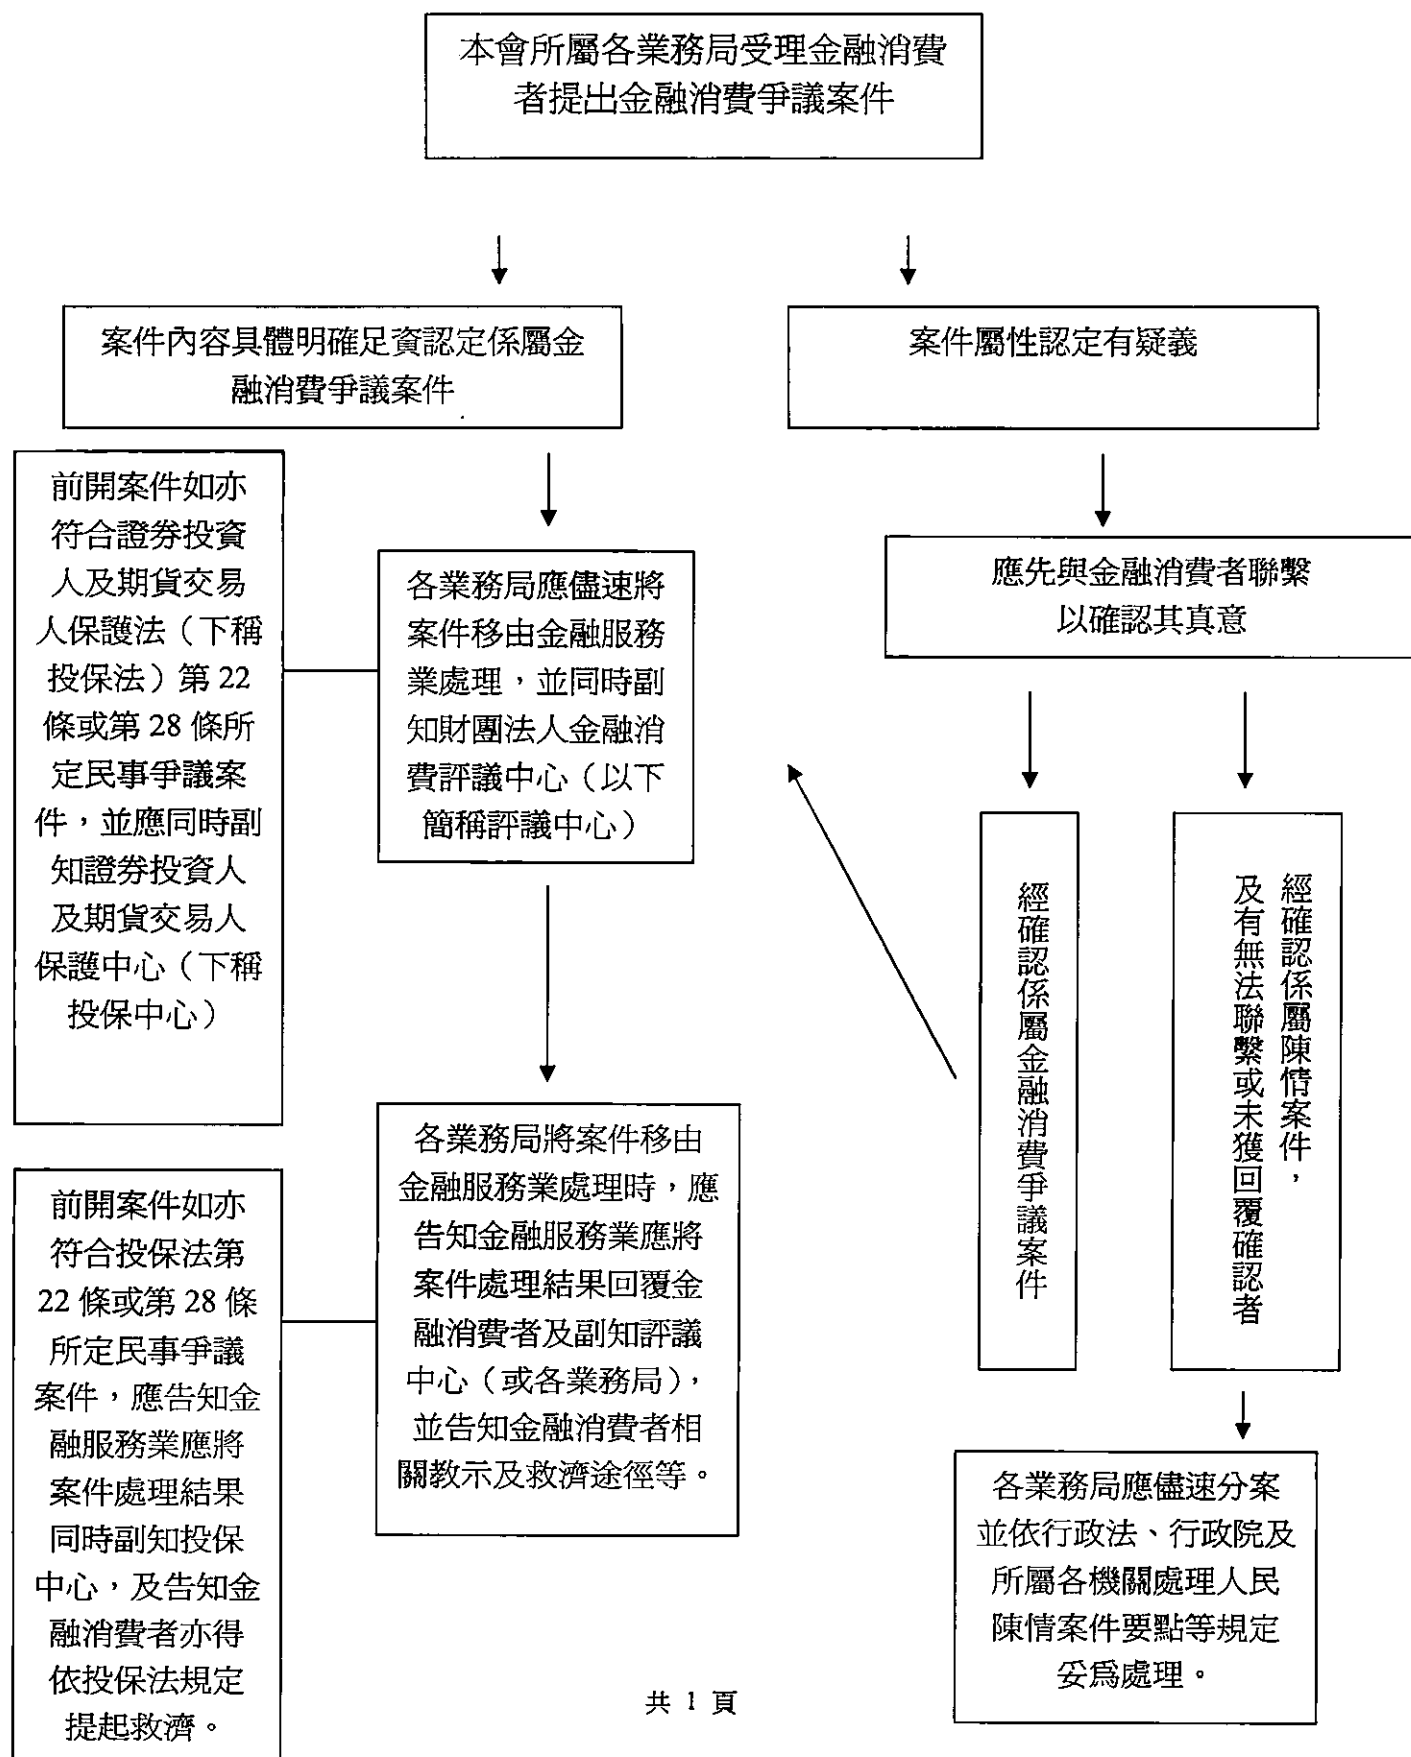 本會所屬各業務局受理金融消費
者提出金融消費爭議案件
案件內容具體明確足資認定係屬金
融消費爭議案件
案件屬性認定有疑義
前開案件如亦
符合證券投資
人及期貨交易
人保護法（下稱
投保法）第 22
條或第 28 條所
定民事爭議案
件，並應同時副
知證券投資人
及期貨交易人
保護中心（下稱
投保中心）
各業務局應儘速將
案件移由金融服務
業處理，並同時副
知財團法人金融消
費評議中心（以下
簡稱評議中心）
應先與金融消費者聯繫
以確認其真意
經確認係屬金融消費爭議案件
經確認係屬陳情案件，
及有無法聯繫或未獲回覆確認者
前開案件如亦
符合投保法第
22 條或第 28 條
所定民事爭議
案件，應告知金
融服務業應將
案件處理結果
同時副知投保
中心，及告知金
融消費者亦得
依投保法規定
提起救濟。
各業務局將案件移由
金融服務業處理時，應
告知金融服務業應將
案件處理結果回覆金
融消費者及副知評議
中心（或各業務局），
並告知金融消費者相
關教示及救濟途徑等。
各業務局應儘速分案
並依行政法、行政院及
所屬各機關處理人民
陳情案件要點等規定
妥為處理。
共 1 頁